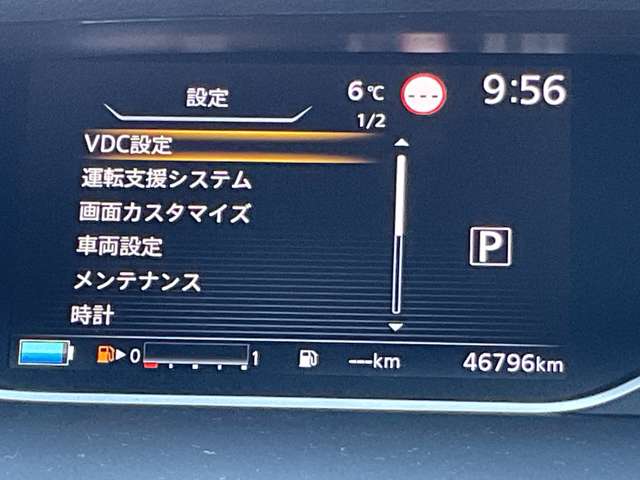 設定
6℃
---
9:56
1/2
VDC設定
運転支援システム
画面カスタマイズ
車両設定
P
メンテナンス
時計
0 1 ---km 46796km